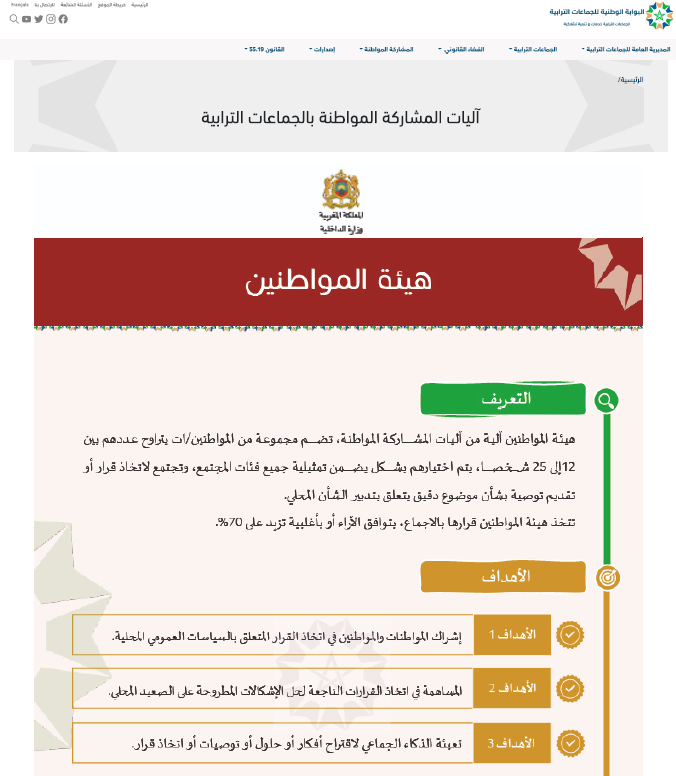 الرئيسية خريطة الموقع الأسئلة الشائعة للإتصال بنا Français
البوابة الوطنية للجماعات الترابية
المديرية العامة للجماعات الترابية الجماعات الترابية الفضاء القانوني المشاركة المواطنة إصدارات القانون 55.19
الرئيسية/
آليات المشاركة المواطنة بالجماعات الترابية
المملكة المغربية
وزارة الداخلية
هيئة المواطنين
التعريف
هيئة المواطنين آلية من آليات المشاركة المواطنة، تضم مجموعة من المواطنين/ات يتراوح عددهم بين
12إلى 25 شخصا، يتم اختيارهم بشكل يضمن تمثيلية جميع فئات المجتمع، وتجتمع لاتخاذ قرار أو
تقديم توصية بشأن موضوع دقيق يتعلق بتدبير الشأن المحلي.
تتخذ هيئة المواطنين قرارها بالاجماع، بتوافق الآراء أو بأغلبية تزيد على 70%.
الأهداف
الأهداف 1 إشراك المواطنات والمواطنين في اتخاذ القرار المتعلق بالسياسات العمومي المحلية.
الأهداف 2 المساهمة في اتخاذ القرارات الناجعة لحل الإشكالات المطروحة على الصعيد المحلي.
الأهداف 3 تعبئة الذكاء الجماعي لاقتراح أفكار أو حلول أو توصيات أو اتخاذ قرار.